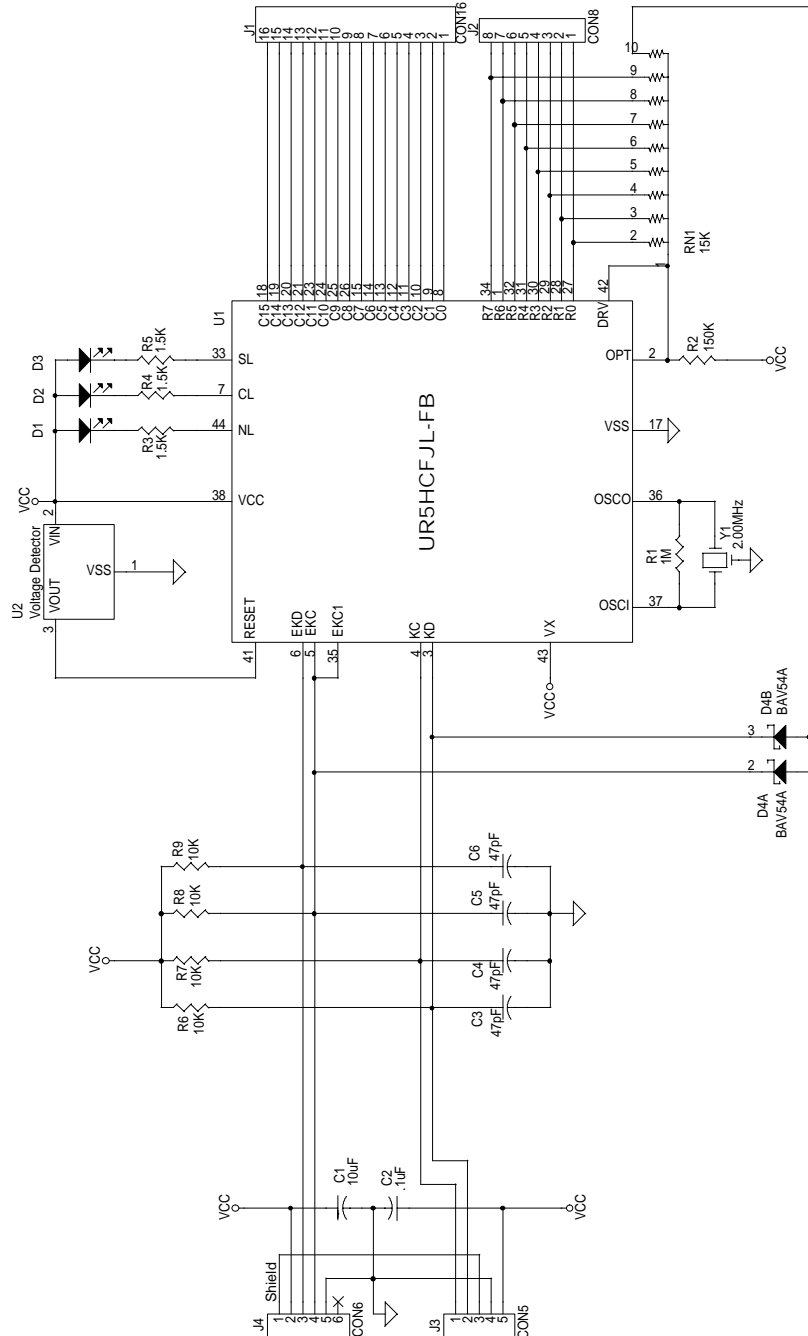 J1
16
15
14
13
12
11
10
9
8
7
6
5
4
3
2
1
CON16
J2
8
7
6
5
4
3
2
1
CON8
10
9
8
7
6
5
4
3
2
1
RN1
15K
D3
D2
D1
R5
1.5K
R4
1.5K
R3
1.5K
U1
33
SL
7
CL
44
NL
38
VCC
VCC
18
C15
19
C14
20
C13
21
C12
23
C11
24
C10
25
C9
26
C8
15
C7
14
C6
13
C5
12
C4
11
C3
10
C2
9
C1
8
C0
34
R7
1
R6
32
R5
31
R4
30
R3
29
R2
28
R1
27
R0
DRV
42
OPT
2
R2
150K
VCC
VSS
17
UR5HCFJL-FB
U2
Voltage Detector
2
VIN
VOUT
3
VSS
1
RESET
41
EKD
6
EKC
5
EKC1
35
KC
4
KD
3
VX
43
VCC
OSCO
36
OSCI
37
R1
1M
Y1
2.00MHz
D4B
BAV54A
3
2
D4A
BAV54A
VCC
R9
10K
R8
10K
R7
10K
R6
10K
C6
47pF
C5
47pF
C4
47pF
C3
47pF
VCC
C1
10uF
C2
.1uF
VCC
J4
Shield
1
2
3
4
5
6
CON6
J3
1
2
3
4
5
CON5